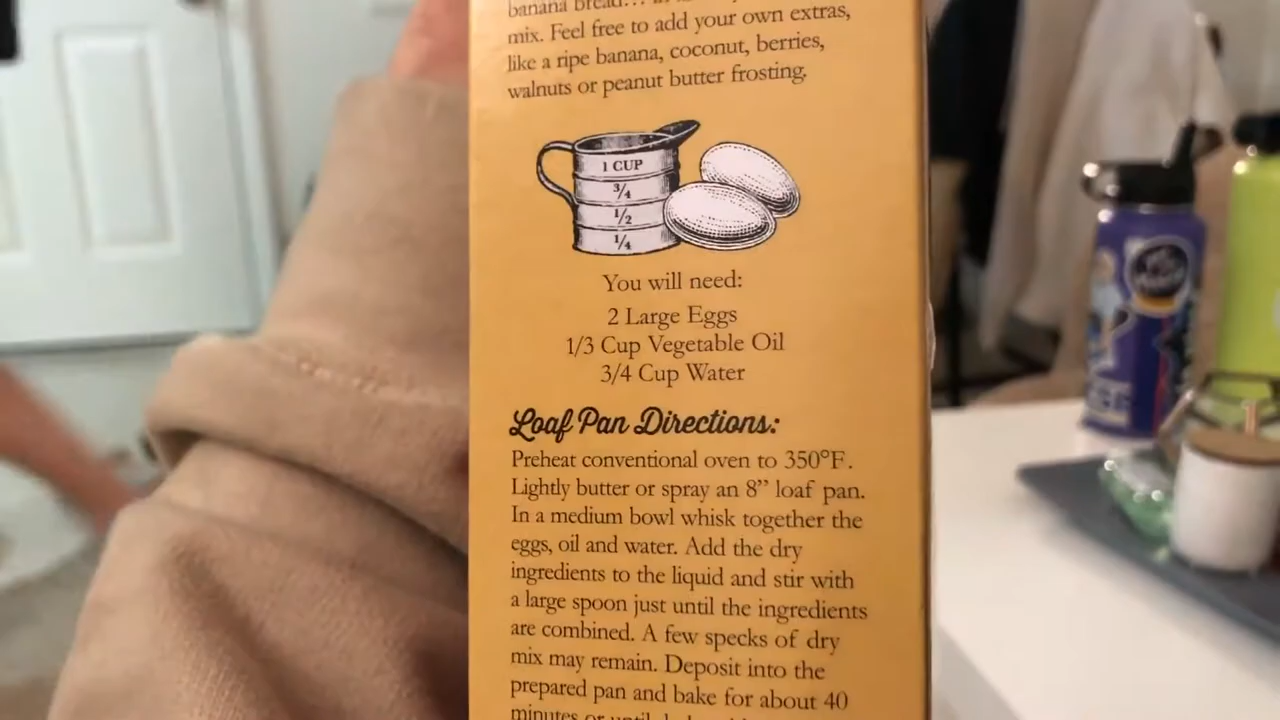 banana bread...
mix. Feel free to add your own extras,
like a ripe banana, coconut, berries,
walnuts or peanut butter frosting.
1 CUP
3/4
1/2
1/4
You will need:
2 Large Eggs
1/3 Cup Vegetable Oil
3/4 Cup Water
Loaf Pan Directions:
Preheat conventional oven to 350°F.
Lightly butter or spray an 8” loaf pan.
In a medium bowl whisk together the
eggs, oil and water. Add the dry
ingredients to the liquid and stir with
a large spoon just until the ingredients
are combined. A few specks of dry
mix may remain. Deposit into the
prepared pan and bake for about 40
minutes or until